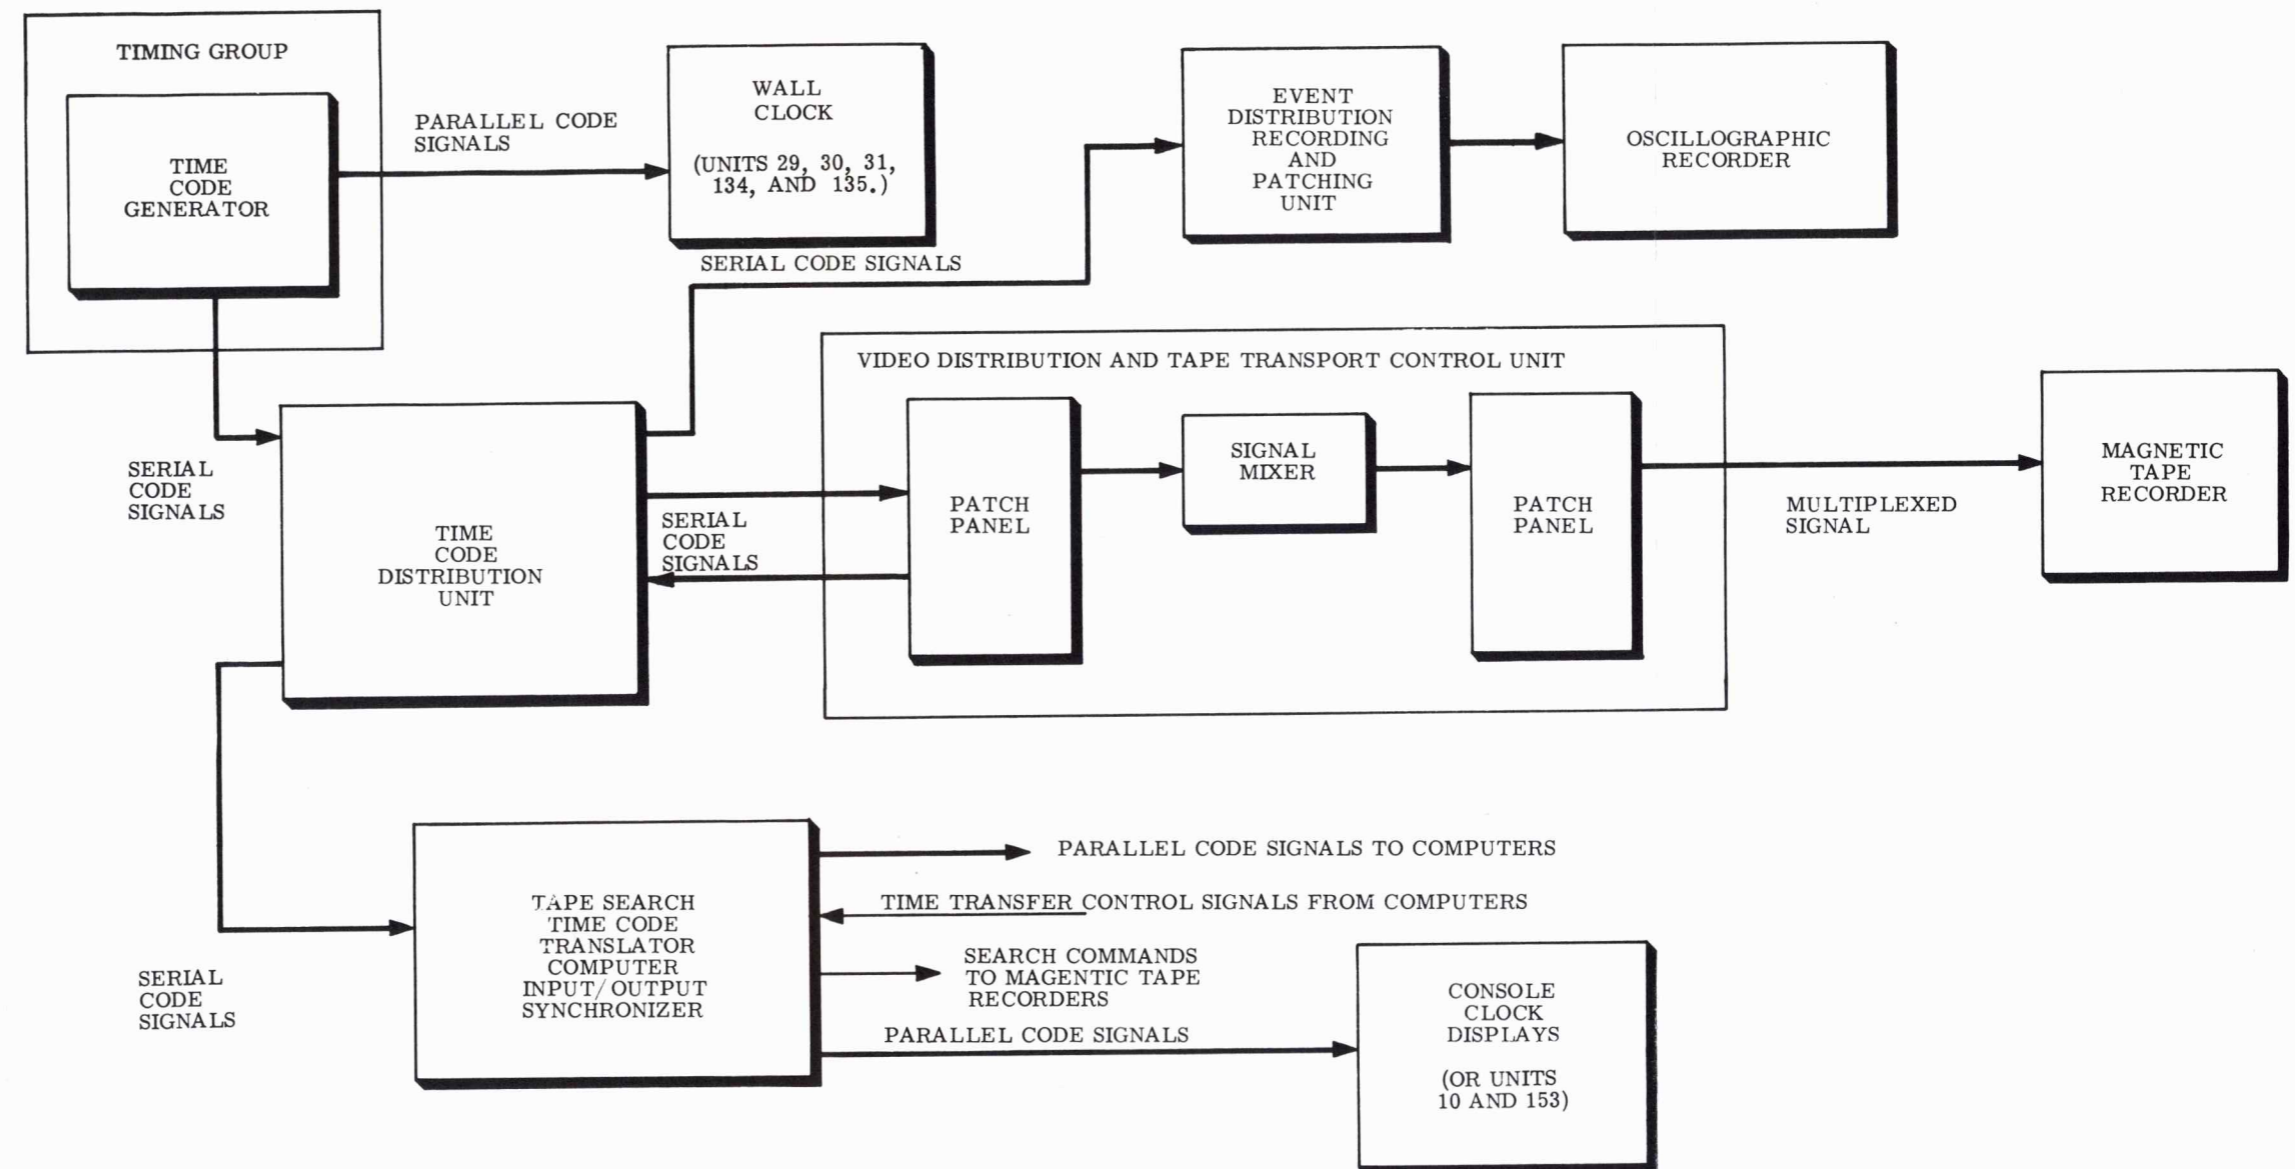 TIMING GROUP
TIME
CODE
GENERATOR
PARALLEL CODE
SIGNALS
WALL
CLOCK
(UNITS 29, 30, 31,
134, AND 135.)
EVENT
DISTRIBUTION
RECORDING
AND
PATCHING
UNIT
OSCILLOGRAPHIC
RECORDER
SERIAL CODE SIGNALS
VIDEO DISTRIBUTION AND TAPE TRANSPORT CONTROL UNIT
SERIAL
CODE
SIGNALS
TIME
CODE
DISTRIBUTION
UNIT
SERIAL
CODE
SIGNALS
PATCH
PANEL
SIGNAL
MIXER
PATCH
PANEL
MULTIPLEXED
SIGNAL
MAGNETIC
TAPE
RECORDER
SERIAL
CODE
SIGNALS
TAPE SEARCH
TIME CODE
TRANSLATOR
COMPUTER
INPUT/OUTPUT
SYNCHRONIZER
PARALLEL CODE SIGNALS TO COMPUTERS
TIME TRANSFER CONTROL SIGNALS FROM COMPUTERS
SEARCH COMMANDS
TO MAGENTIC TAPE
RECORDERS
PARALLEL CODE SIGNALS
CONSOLE
CLOCK
DISPLAYS
(OR UNITS
10 AND 153)